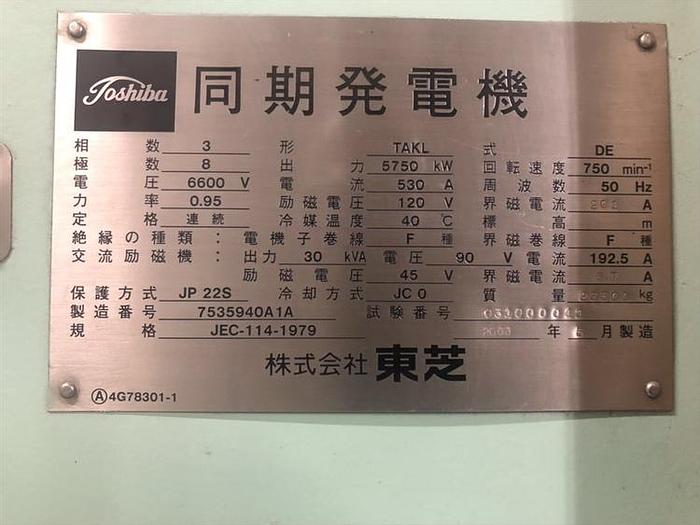 Toshiba 同期発電機
相数 3 形 TAKL 式 DE
極数 8 出力 5750 kW 回転速度 750 min-1
電圧 6600 V 電流 530 A 周波数 50 Hz
力率 0.95 励磁電圧 120 V 界磁電流 A
定格 連続 冷媒温度 40 ℃ 標高 m
絶縁の種類：電機子巻線 F 種 界磁巻線 F 種
交流励磁機：出力 30 kVA 電圧 90 V 電流 192.5 A
励磁電圧 45 V 界磁電流 A
保護方式 JP 22S 冷却方式 JC 0 質量 kg
製造番号 7535940A1A 試験番号
規格 JEC-114-1979 年 月製造
株式会社 東芝
Ⓐ4G78301-1